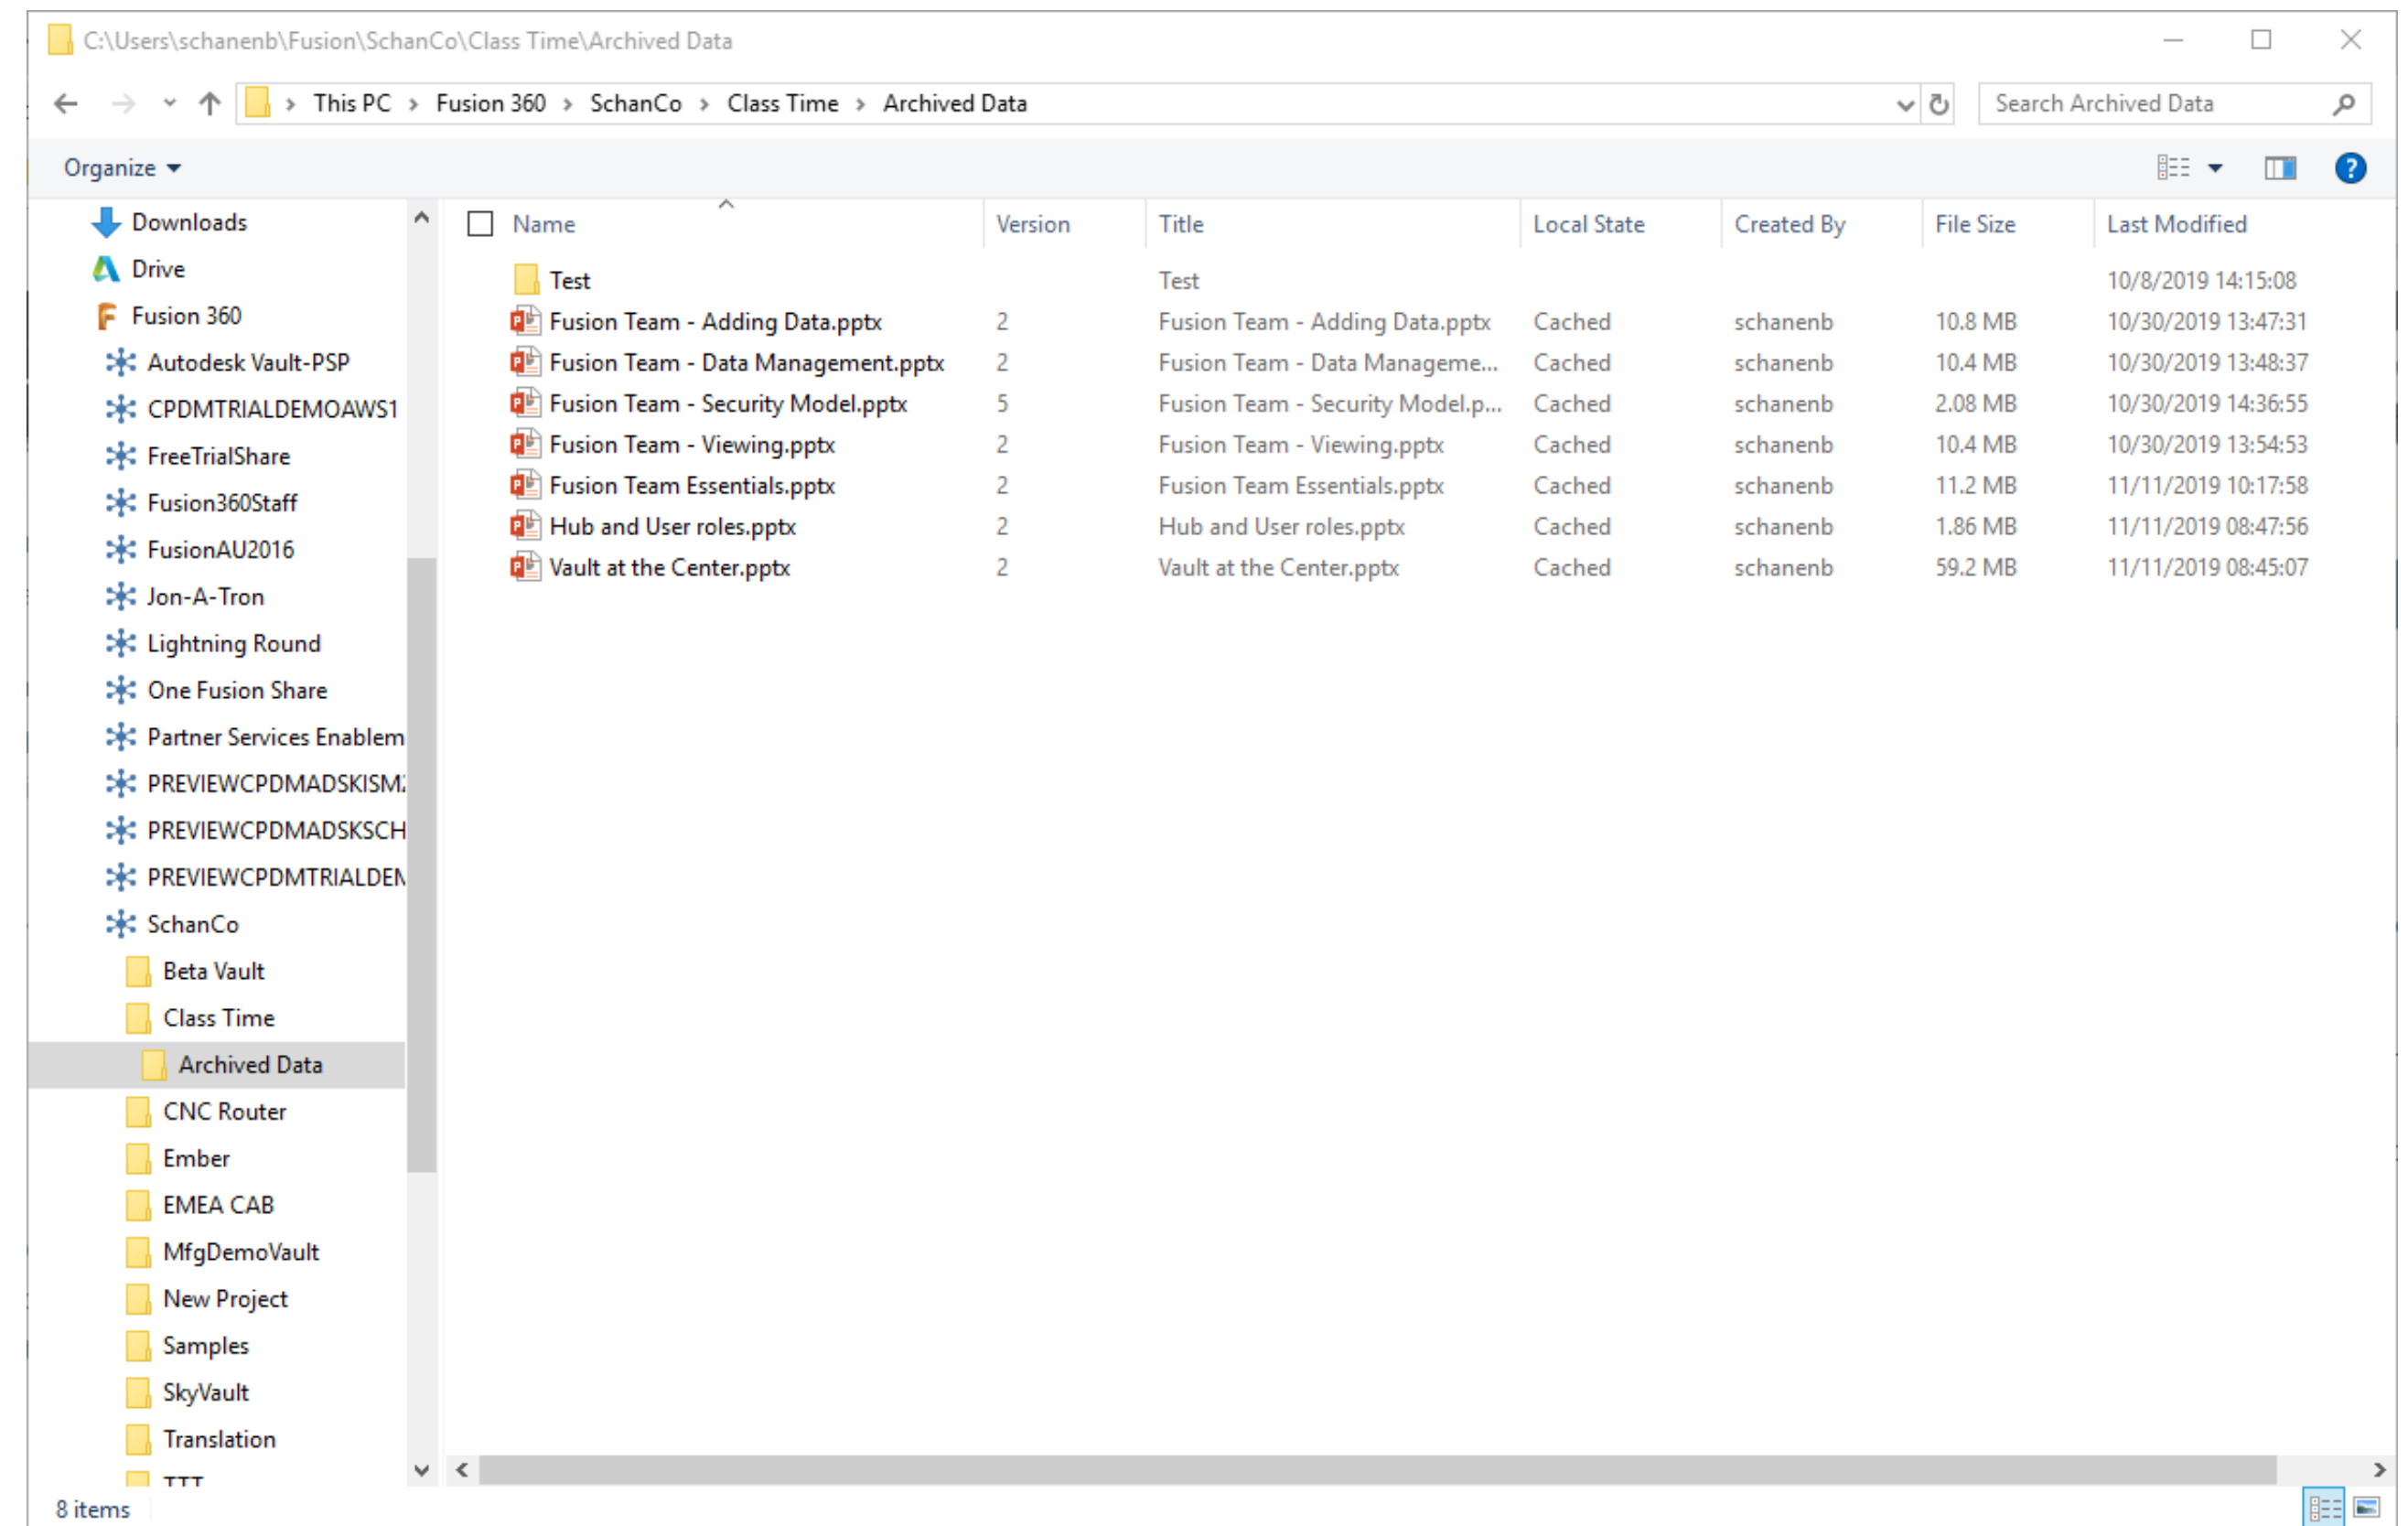 C:\Users\schanenb\Fusion\SchanCo\Class Time\Archived Data
This PC > Fusion 360 > SchanCo > Class Time > Archived Data
Search Archived Data
Organize
Downloads
Drive
Fusion 360
Autodesk Vault-PSP
CPDMTRIALDEMOAWS1
FreeTrialShare
Fusion360Staff
FusionAU2016
Jon-A-Tron
Lightning Round
One Fusion Share
Partner Services Enablem
PREVIEWCPDMADSKISM
PREVIEWCPDMADSKSCH
PREVIEWCPDMTRIALDEM
SchanCo
Beta Vault
Class Time
Archived Data
CNC Router
Ember
EMEA CAB
MfgDemoVault
New Project
Samples
SkyVault
Translation
TTT
Name Version Title Local State Created By File Size Last Modified
Test Test 10/8/2019 14:15:08
Fusion Team - Adding Data.pptx 2 Fusion Team - Adding Data.pptx Cached schanenb 10.8 MB 10/30/2019 13:47:31
Fusion Team - Data Management.pptx 2 Fusion Team - Data Manageme... Cached schanenb 10.4 MB 10/30/2019 13:48:37
Fusion Team - Security Model.pptx 5 Fusion Team - Security Model.p... Cached schanenb 2.08 MB 10/30/2019 14:36:55
Fusion Team - Viewing.pptx 2 Fusion Team - Viewing.pptx Cached schanenb 10.4 MB 10/30/2019 13:54:53
Fusion Team Essentials.pptx 2 Fusion Team Essentials.pptx Cached schanenb 11.2 MB 11/11/2019 10:17:58
Hub and User roles.pptx 2 Hub and User roles.pptx Cached schanenb 1.86 MB 11/11/2019 08:47:56
Vault at the Center.pptx 2 Vault at the Center.pptx Cached schanenb 59.2 MB 11/11/2019 08:45:07
8 items